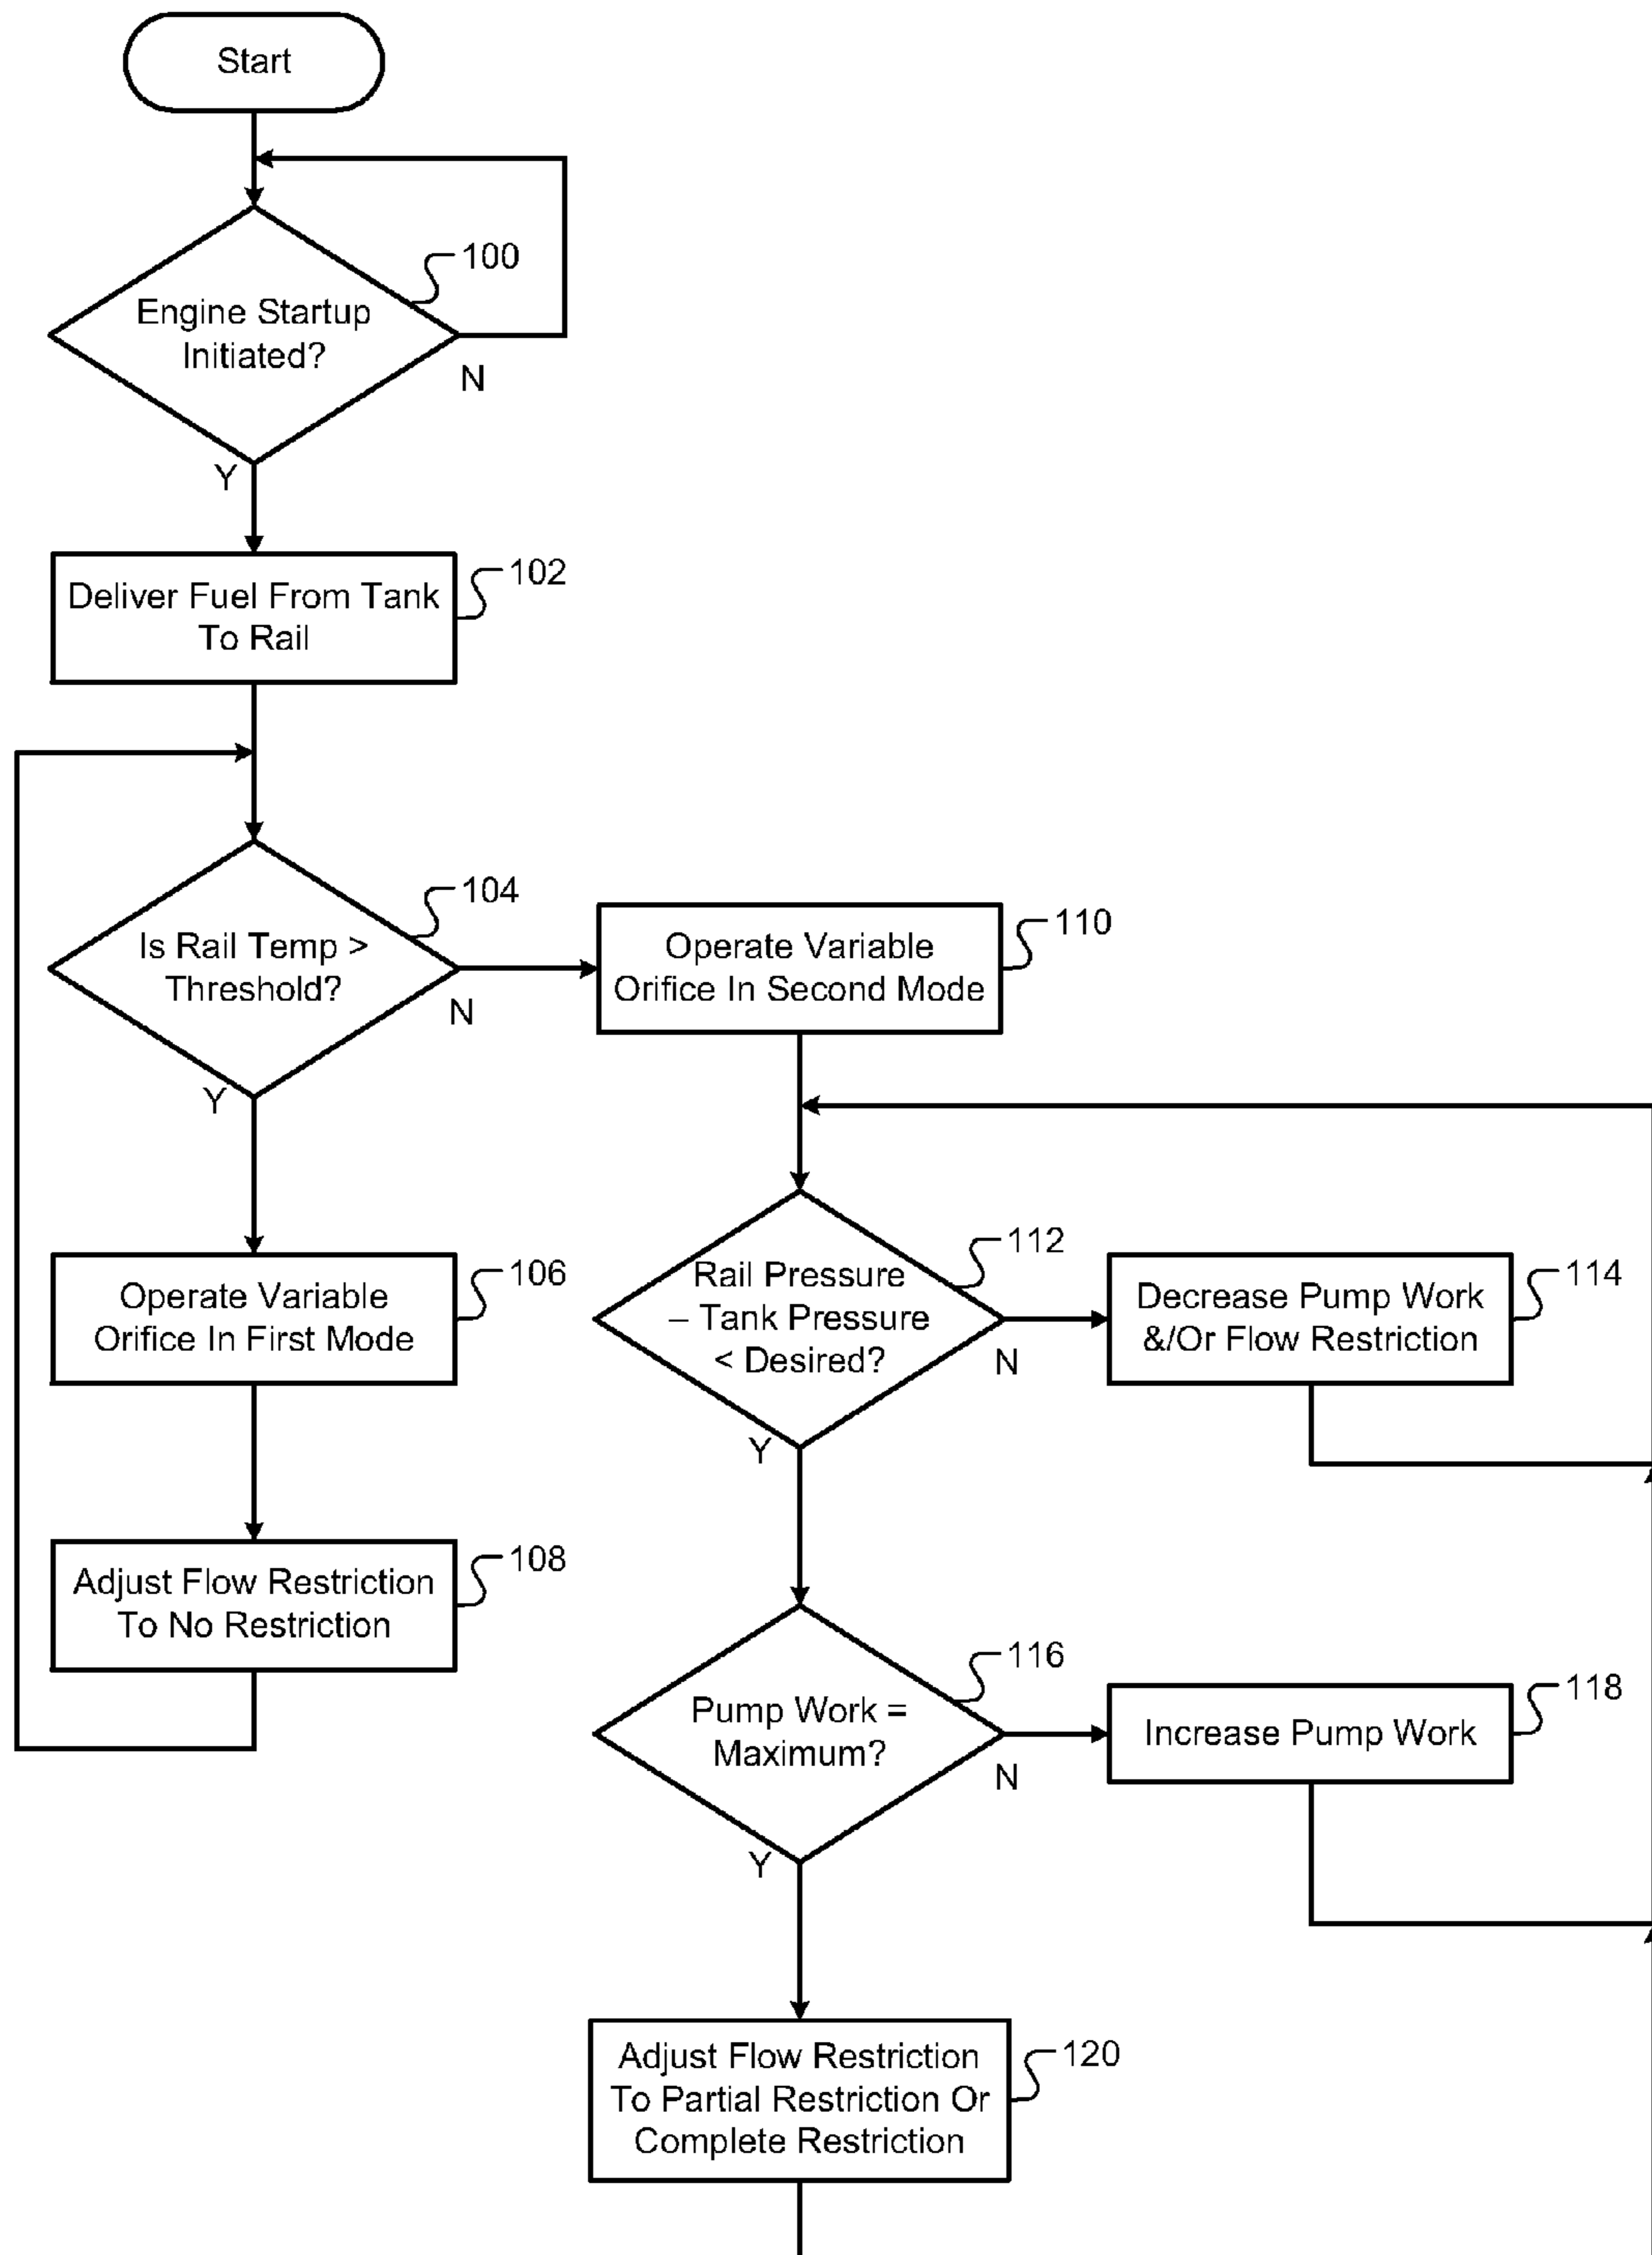 Start
100
Engine Startup
Initiated?
N
Y
102
Deliver Fuel From Tank
To Rail
104
Is Rail Temp >
Threshold?
N
Y
110
Operate Variable
Orifice In Second Mode
106
Operate Variable
Orifice In First Mode
112
Rail Pressure
– Tank Pressure
< Desired?
N
Y
114
Decrease Pump Work
&/Or Flow Restriction
108
Adjust Flow Restriction
To No Restriction
116
Pump Work =
Maximum?
N
Y
118
Increase Pump Work
120
Adjust Flow Restriction
To Partial Restriction Or
Complete Restriction